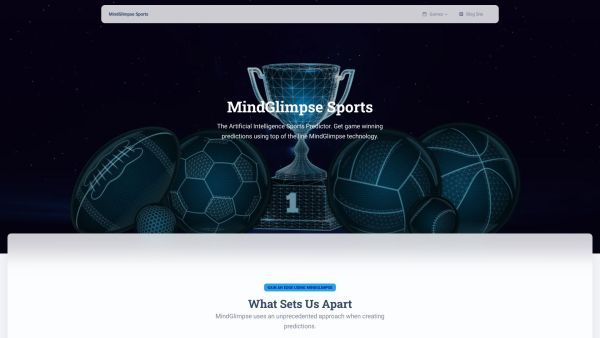 MindGlimpse Sports
Games
Blog Site
MindGlimpse Sports
The Artificial Intelligence Sports Predictor. Get game winning
predictions using top of the line MindGlimpse technology.
1
GAIN AN EDGE USING MINDGLIMPSE
What Sets Us Apart
MindGlimpse uses an unprecedented approach when creating
predictions.